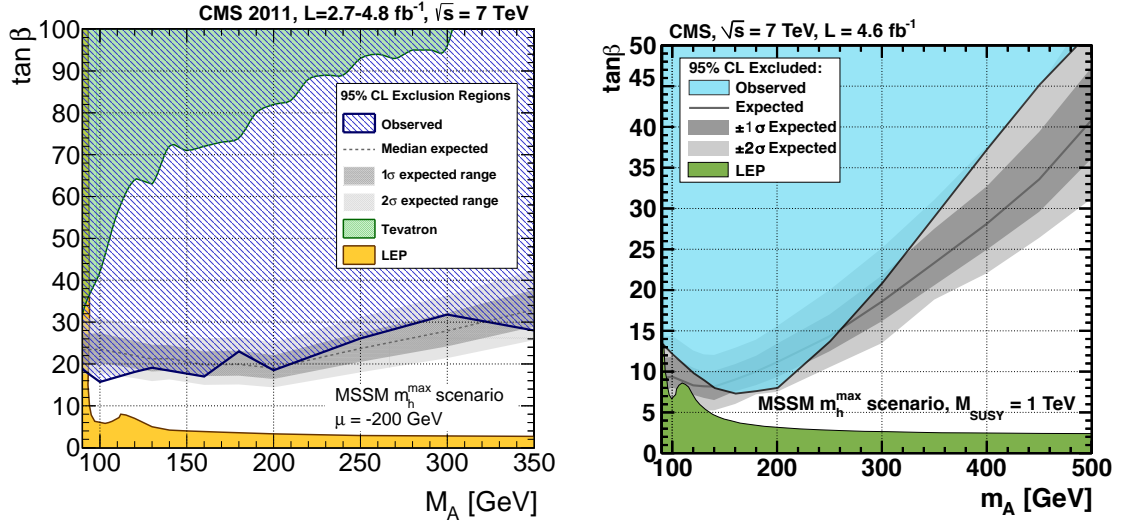 CMS 2011, L=2.7-4.8 fb⁻¹, √s = 7 TeV
tan β
100
90
80
70
60
50
40
30
20
10
0
95% CL Exclusion Regions
Observed
Median expected
1σ expected range
2σ expected range
Tevatron
LEP
MSSM m_h^max scenario
μ = -200 GeV
100 150 200 250 300 350
M_A [GeV]
CMS, √s = 7 TeV, L = 4.6 fb⁻¹
tanβ
50
45
40
35
30
25
20
15
10
5
0
95% CL Excluded:
Observed
Expected
±1σ Expected
±2σ Expected
LEP
MSSM m_h^max scenario, M_SUSY = 1 TeV
100 200 300 400 500
m_A [GeV]